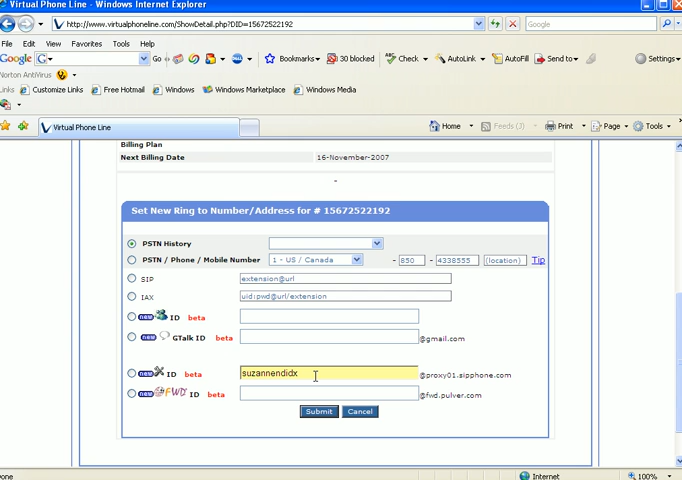 Virtual Phone Line - Windows Internet Explorer
http://www.virtualphoneline.com/ShowDetail.php?DID=15672522192
Google
File Edit View Favorites Tools Help
Google G Go Bookmarks 30 blocked Check AutoLink AutoFill Send to Settings
Norton AntiVirus
Links Customize Links Free Hotmail Windows Windows Marketplace Windows Media
Virtual Phone Line Home Feeds (J) Print Page Tools
Billing Plan
Next Billing Date 16-November-2007
-
Set New Ring to Number/Address for # 15672522192
PSTN History
PSTN / Phone / Mobile Number 1 - US / Canada - 850 - 4338555 (location) Tip
SIP extension@url
IAX uid:pwd@url/extension
new ID beta
new GTalk ID beta @gmail.com
new ID beta suzannendidx @proxy01.sipphone.com
new FWD ID beta @fwd.pulver.com
Submit Cancel
one Internet 100%